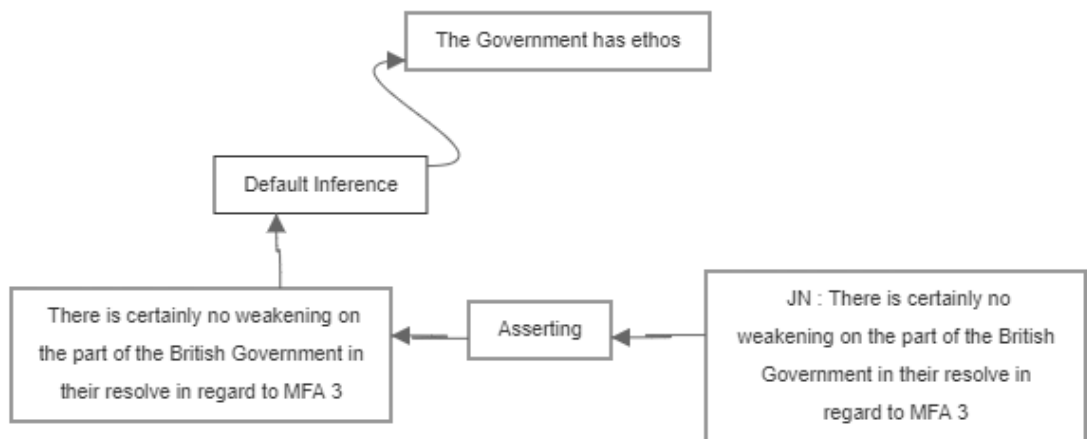 The Government has ethos
Default Inference
There is certainly no weakening on
the part of the British Government in
their resolve in regard to MFA 3
Asserting
JN : There is certainly no
weakening on the part of the British
Government in their resolve in
regard to MFA 3